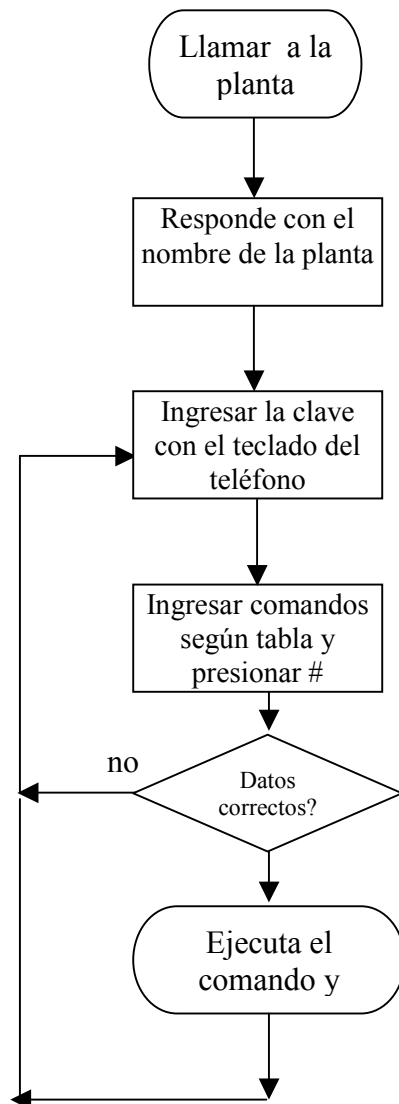 Llamar a la
planta
Responde con el
nombre de la planta
Ingresar la clave
con el teclado del
teléfono
Ingresar comandos
según tabla y
presionar #
no
Datos
correctos?
Ejecuta el
comando y